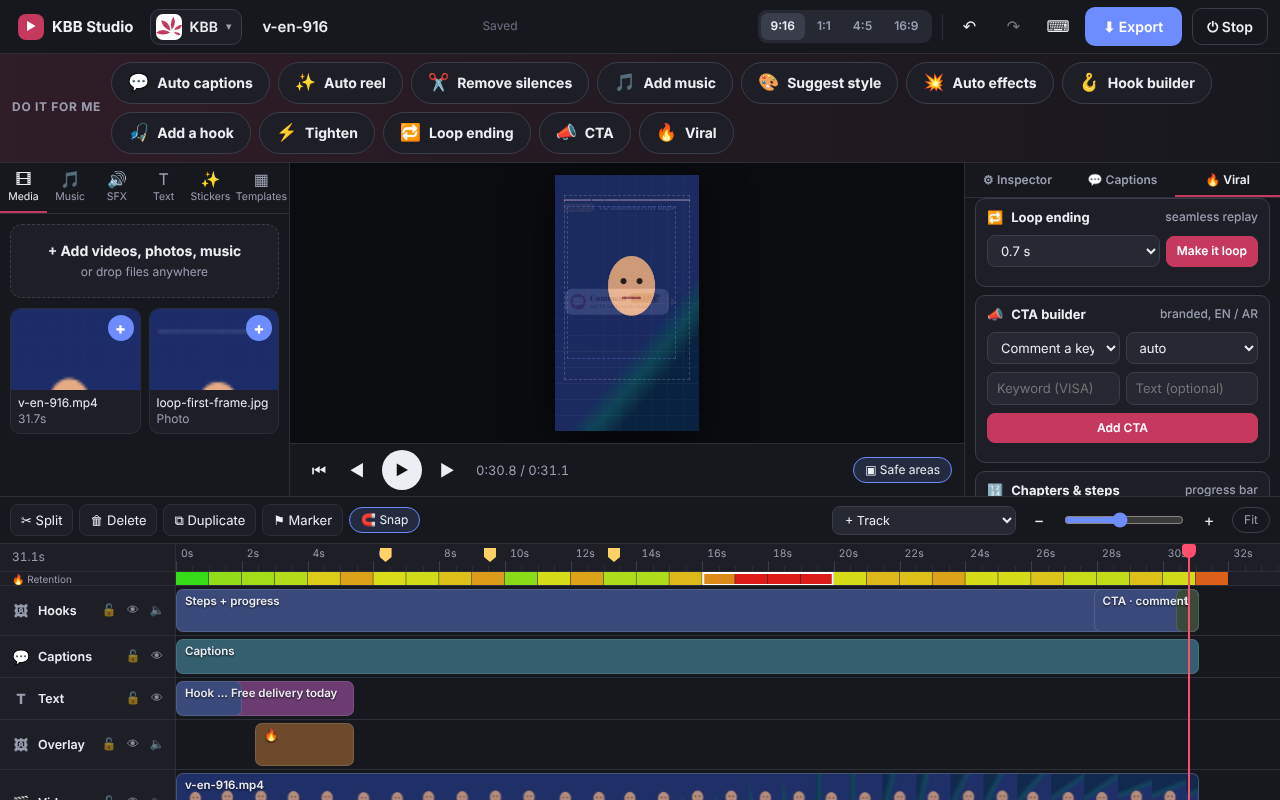 KBB Studio
KBB
v-en-916
Saved
9:16 1:1 4:5 16:9
Export
Stop
DO IT FOR ME
Auto captions
Auto reel
Remove silences
Add music
Suggest style
Auto effects
Hook builder
Add a hook
Tighten
Loop ending
CTA
Viral
Media Music SFX Text Stickers Templates
+ Add videos, photos, music
or drop files anywhere
v-en-916.mp4
31.7s
loop-first-frame.jpg
Photo
0:30.8 / 0:31.1
Safe areas
Inspector Captions Viral
Loop ending seamless replay
0.7 s Make it loop
CTA builder branded, EN / AR
Comment a key auto
Keyword (VISA) Text (optional)
Add CTA
Chapters & steps progress bar
Split Delete Duplicate Marker Snap
+ Track − + Fit
31.1s 0s 2s 4s 8s 10s 12s 14s 16s 18s 20s 22s 24s 26s 28s 30s 32s
Retention
Hooks Steps + progress CTA · comment
Captions Captions
Text Hook ... Free delivery today
Overlay
Video v-en-916.mp4